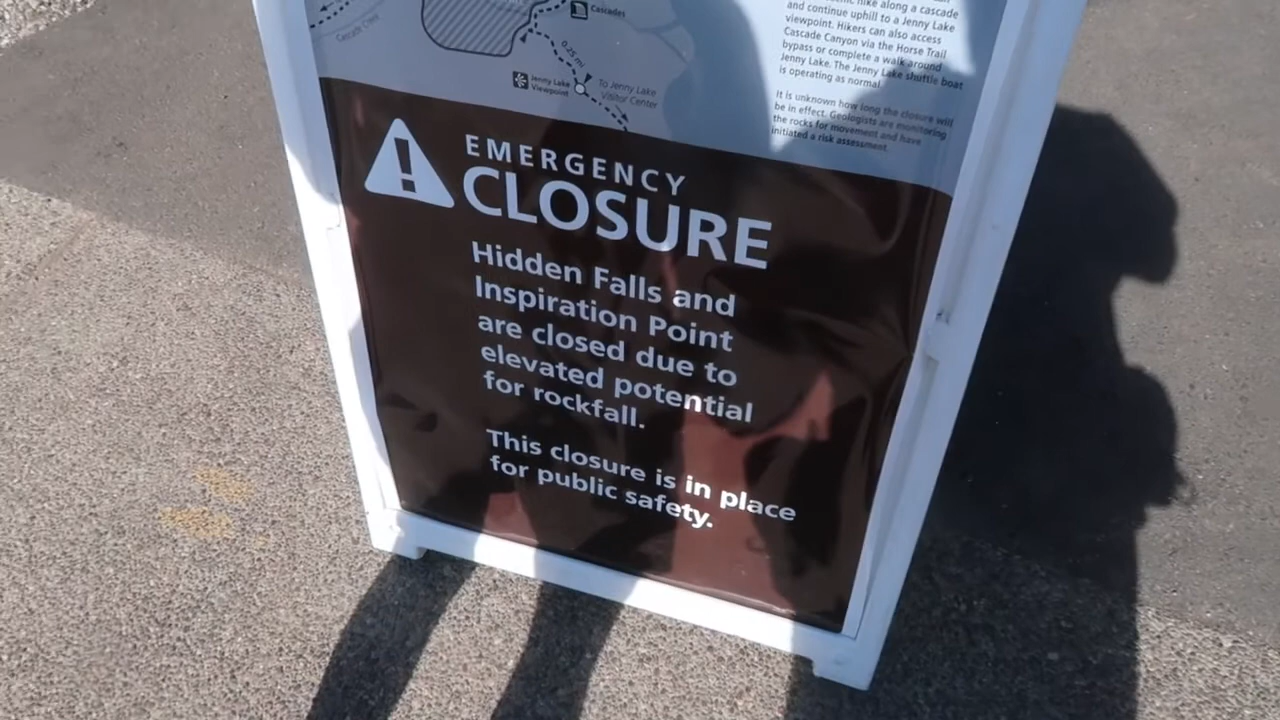 Cascade Creek
Cascades
0.25 mi
Jenny Lake
Viewpoint
To Jenny Lake
Visitor Center
hike along a cascade
and continue uphill to a Jenny Lake
viewpoint. Hikers can also access
Cascade Canyon via the Horse Trail
bypass or complete a walk around
Jenny Lake. The Jenny Lake shuttle boat
is operating as normal.
It is unknown how long the closure will
be in effect. Geologists are monitoring
the rocks for movement and have
initiated a risk assessment.
EMERGENCY
CLOSURE
Hidden Falls and
Inspiration Point
are closed due to
elevated potential
for rockfall.
This closure is in place
for public safety.